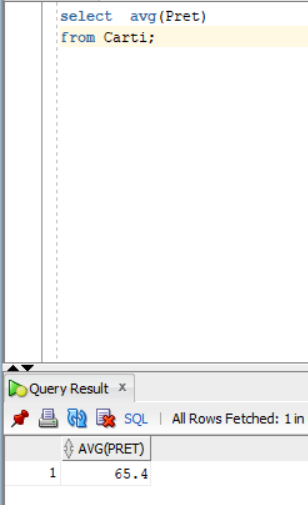 select avg(Pret)
from Carti;
Query Result x
SQL | All Rows Fetched: 1 in
AVG(PRET)
1 65.4